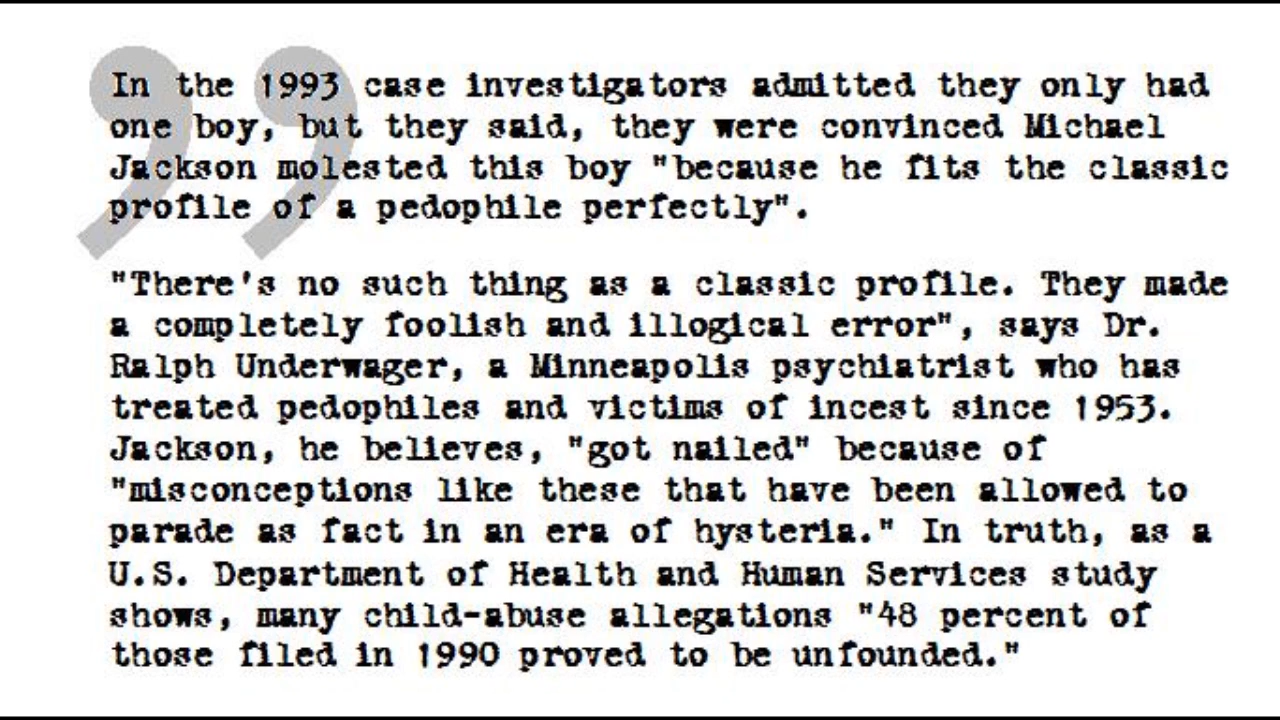 In the 1993 case investigators admitted they only had
one boy, but they said, they were convinced Michael
Jackson molested this boy "because he fits the classic
profile of a pedophile perfectly".
"There's no such thing as a classic profile. They made
a completely foolish and illogical error", says Dr.
Ralph Underwager, a Minneapolis psychiatrist who has
treated pedophiles and victims of incest since 1953.
Jackson, he believes, "got nailed" because of
"misconceptions like these that have been allowed to
parade as fact in an era of hysteria." In truth, as a
U.S. Department of Health and Human Services study
shows, many child-abuse allegations "48 percent of
those filed in 1990 proved to be unfounded."